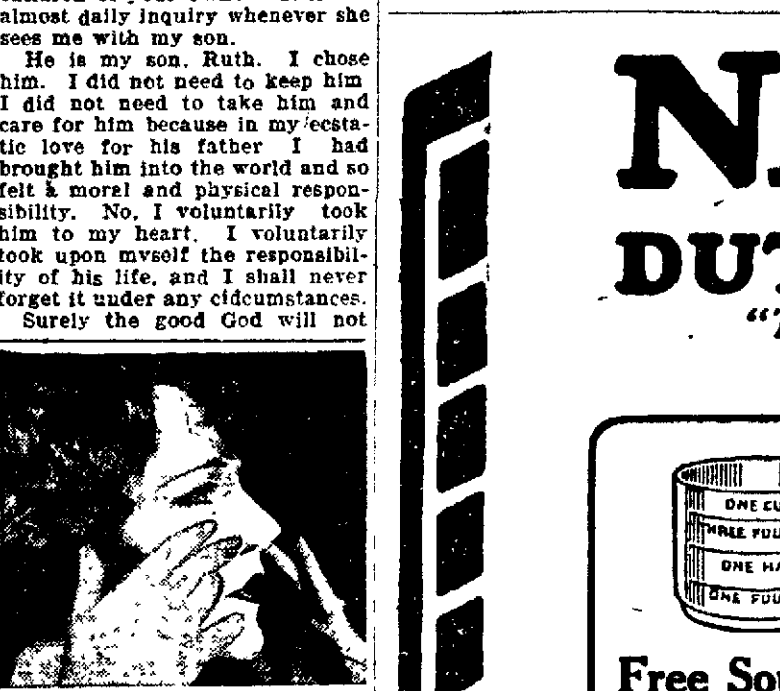 almost daily inquiry whenever she
sees me with my son.
He is my son, Ruth. I chose
him. I did not need to keep him
I did not need to take him and
care for him because in my ecsta-
tic love for his father I had
brought him into the world and so
felt a moral and physical respon-
sibility. No, I voluntarily took
him to my heart. I voluntarily
took upon myself the responsibil-
ity of his life, and I shall never
forget it under any cidcumstances.
Surely the good God will not
DUT
ONE CU
THREE FOU
ONE HA
ONE FOU
Free Sou